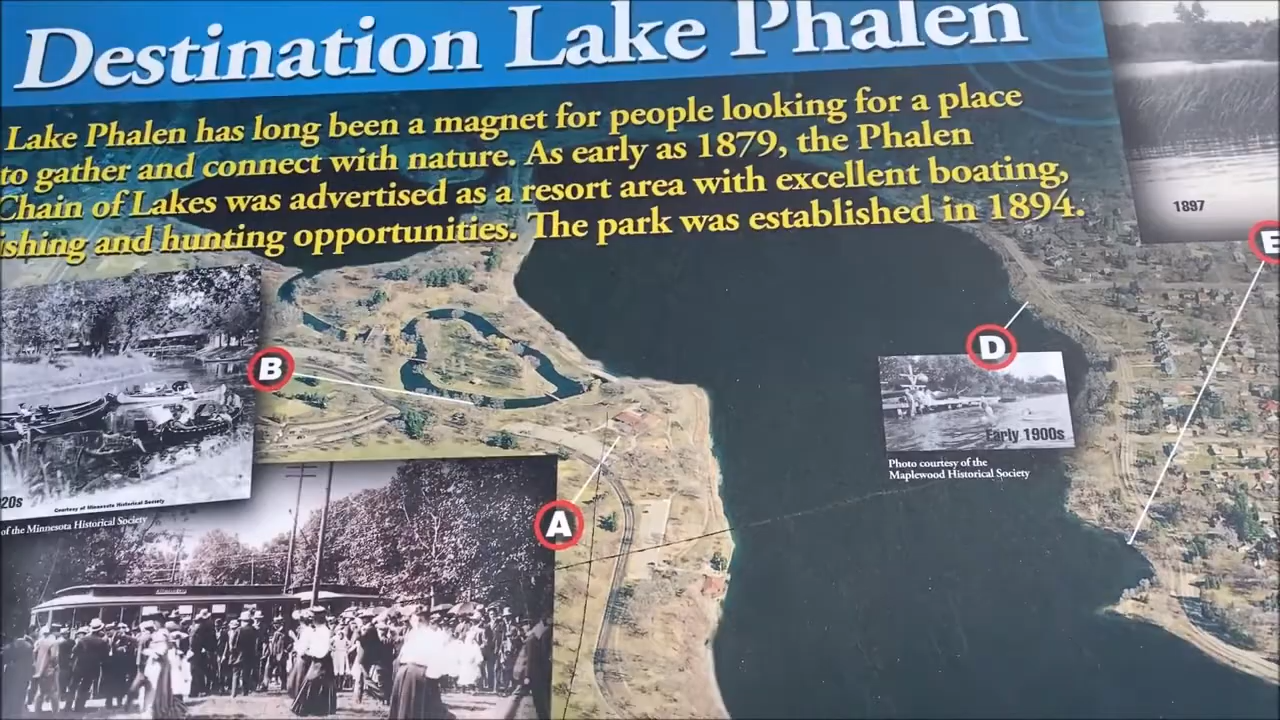 Destination Lake Phalen
Lake Phalen has long been a magnet for people looking for a place
to gather and connect with nature. As early as 1879, the Phalen
Chain of Lakes was advertised as a resort area with excellent boating,
ishing and hunting opportunities. The park was established in 1894.
1897
E
B
D
Early 1900s
Photo courtesy of the
Maplewood Historical Society
20s
Courtesy of Minnesota Historical Society
of the Minnesota Historical Society
A